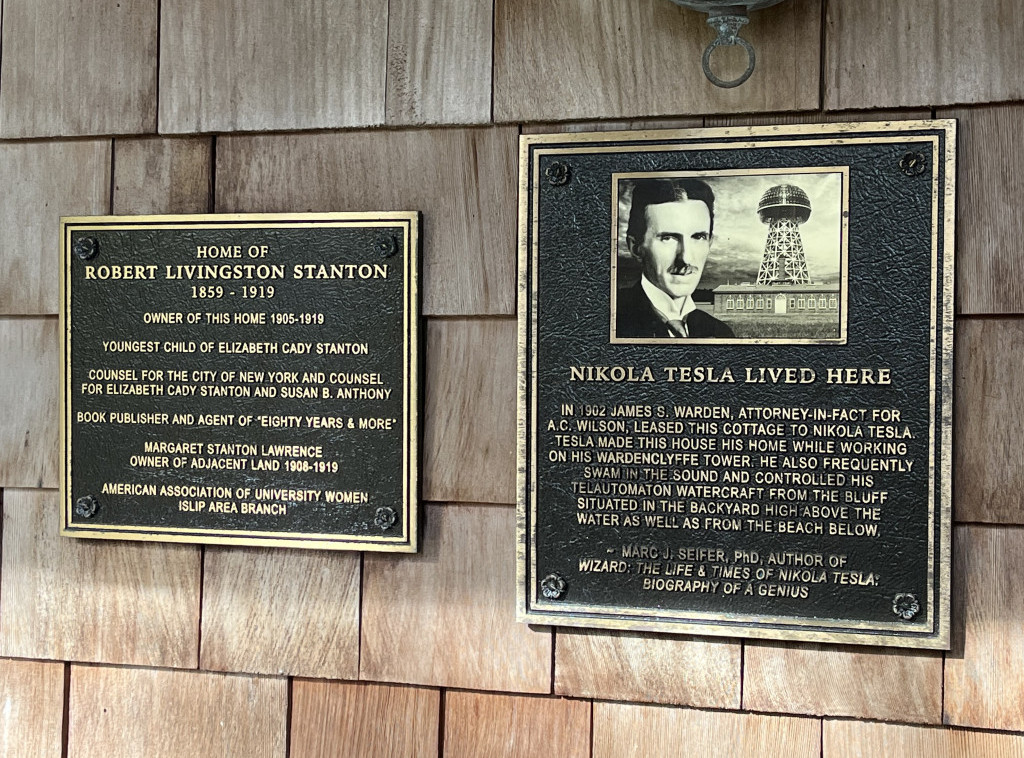 HOME OF
ROBERT LIVINGSTON STANTON
1859 - 1919
OWNER OF THIS HOME 1905-1919
YOUNGEST CHILD OF ELIZABETH CADY STANTON
COUNSEL FOR THE CITY OF NEW YORK AND COUNSEL
FOR ELIZABETH CADY STANTON AND SUSAN B. ANTHONY
BOOK PUBLISHER AND AGENT OF "EIGHTY YEARS & MORE"
MARGARET STANTON LAWRENCE
OWNER OF ADJACENT LAND 1908-1919
AMERICAN ASSOCIATION OF UNIVERSITY WOMEN
ISLIP AREA BRANCH
NIKOLA TESLA LIVED HERE
IN 1902 JAMES S. WARDEN, ATTORNEY-IN-FACT FOR
A.C. WILSON, LEASED THIS COTTAGE TO NIKOLA TESLA.
TESLA MADE THIS HOUSE HIS HOME WHILE WORKING
ON HIS WARDENCLYFFE TOWER. HE ALSO FREQUENTLY
SWAM IN THE SOUND AND CONTROLLED HIS
TELAUTOMATON WATERCRAFT FROM THE BLUFF
SITUATED IN THE BACKYARD HIGH ABOVE THE
WATER AS WELL AS FROM THE BEACH BELOW.
~ MARC J. SEIFER, PhD, AUTHOR OF
WIZARD: THE LIFE & TIMES OF NIKOLA TESLA:
BIOGRAPHY OF A GENIUS